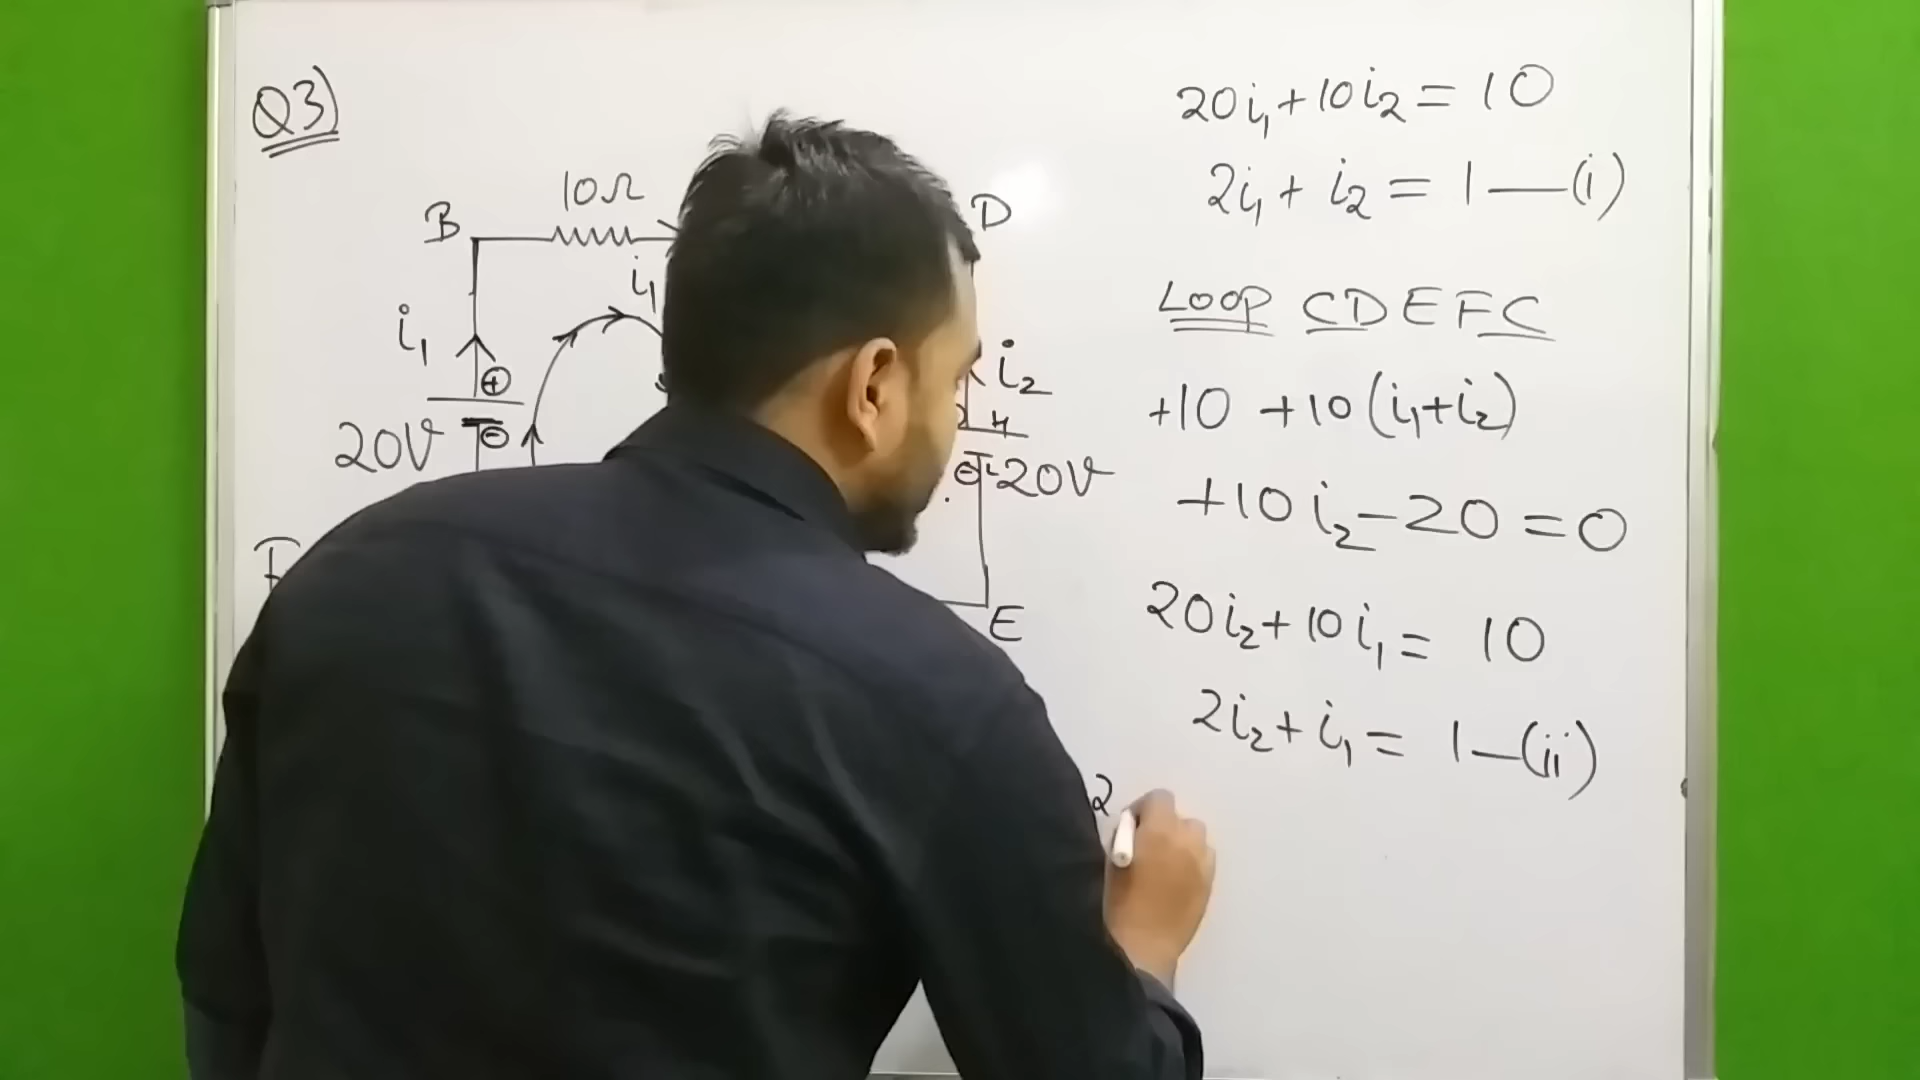 Q3)
10Ω
B
D
i₁
i₁
i₂
+
20V
20V
E
20i₁+10i₂=10
2i₁+i₂=1—(i)
LOOP CDEFC
+10+10(i₁+i₂)
+10i₂-20=0
20i₂+10i₁=10
2i₂+i₁=1—(ii)
2